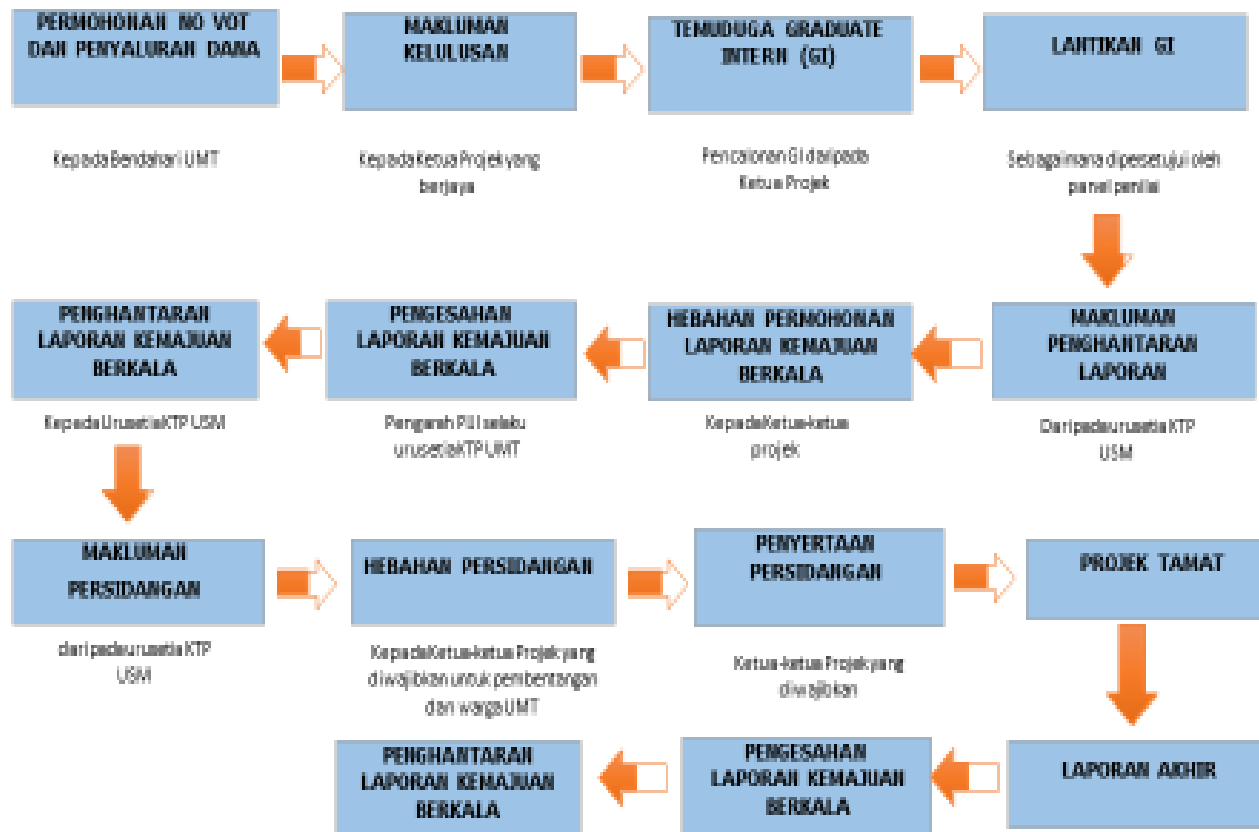 PERMOHONAN NO VOT
DAN PENYALURAN DANA
MAKLUMAN
KELULUSAN
TEMUDUGA GRADUATE
INTERN (GI)
LANTIKAN GI
Kepada Bendahari UMT
Kepada Ketua Projek yang
berjaya
Pencalonan GI daripada
Ketua Projek
Sebagaimana dipersetujui oleh
panel penilai
PENGHANTARAN
LAPORAN KEMAJUAN
BERKALA
PENGESAHAN
LAPORAN KEMAJUAN
BERKALA
HEBAHAN PERMOHONAN
LAPORAN KEMAJUAN
BERKALA
MAKLUMAN
PENGHANTARAN
LAPORAN
Kepada Urusetia KTP USM
Pengarah PJI selaku
urusetia KTP UMT
Kepada Ketua-ketua
projek
Daripada urusetia KTP
USM
MAKLUMAN
PERSIDANGAN
HEBAHAN PERSIDANGAN
PENYERTAAN
PERSIDANGAN
PROJEK TAMAT
daripada urusetia KTP
USM
Kepada Ketua-ketua Projek yang
diwajibkan untuk pembentangan
dan warga UMT
Ketua-ketua Projek yang
diwajibkan
PENGHANTARAN
LAPORAN KEMAJUAN
BERKALA
PENGESAHAN
LAPORAN KEMAJUAN
BERKALA
LAPORAN AKHIR